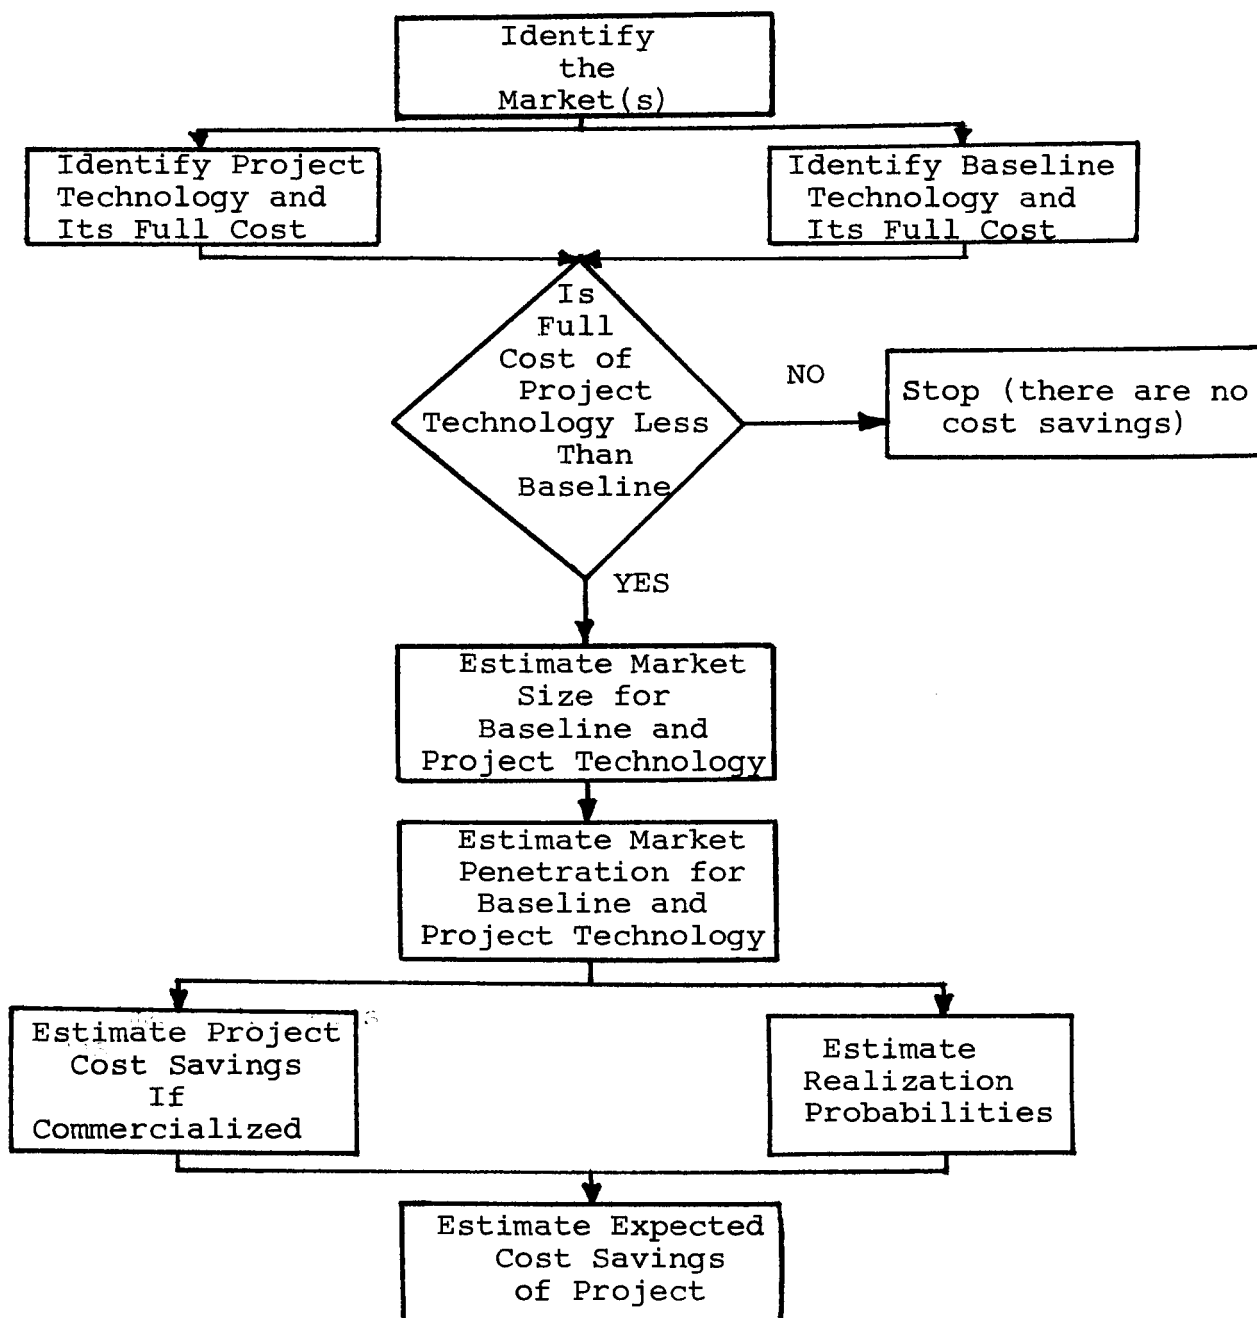 Identify
the
Market(s)
Identify Project
Technology and
Its Full Cost
Identify Baseline
Technology and
Its Full Cost
Is
Full
Cost of
Project
Technology Less
Than
Baseline
NO
Stop (there are no
cost savings)
YES
Estimate Market
Size for
Baseline and
Project Technology
Estimate Market
Penetration for
Baseline and
Project Technology
Estimate Project
Cost Savings
If
Commercialized
Estimate
Realization
Probabilities
Estimate Expected
Cost Savings
of Project